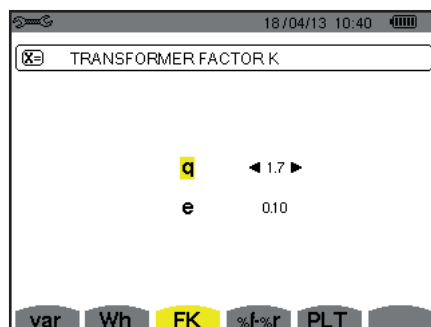 18/04/13 10:40
X= TRANSFORMER FACTOR K
q ◀ 1.7 ▶
e 0.10
var Wh FK %f-%r PLT